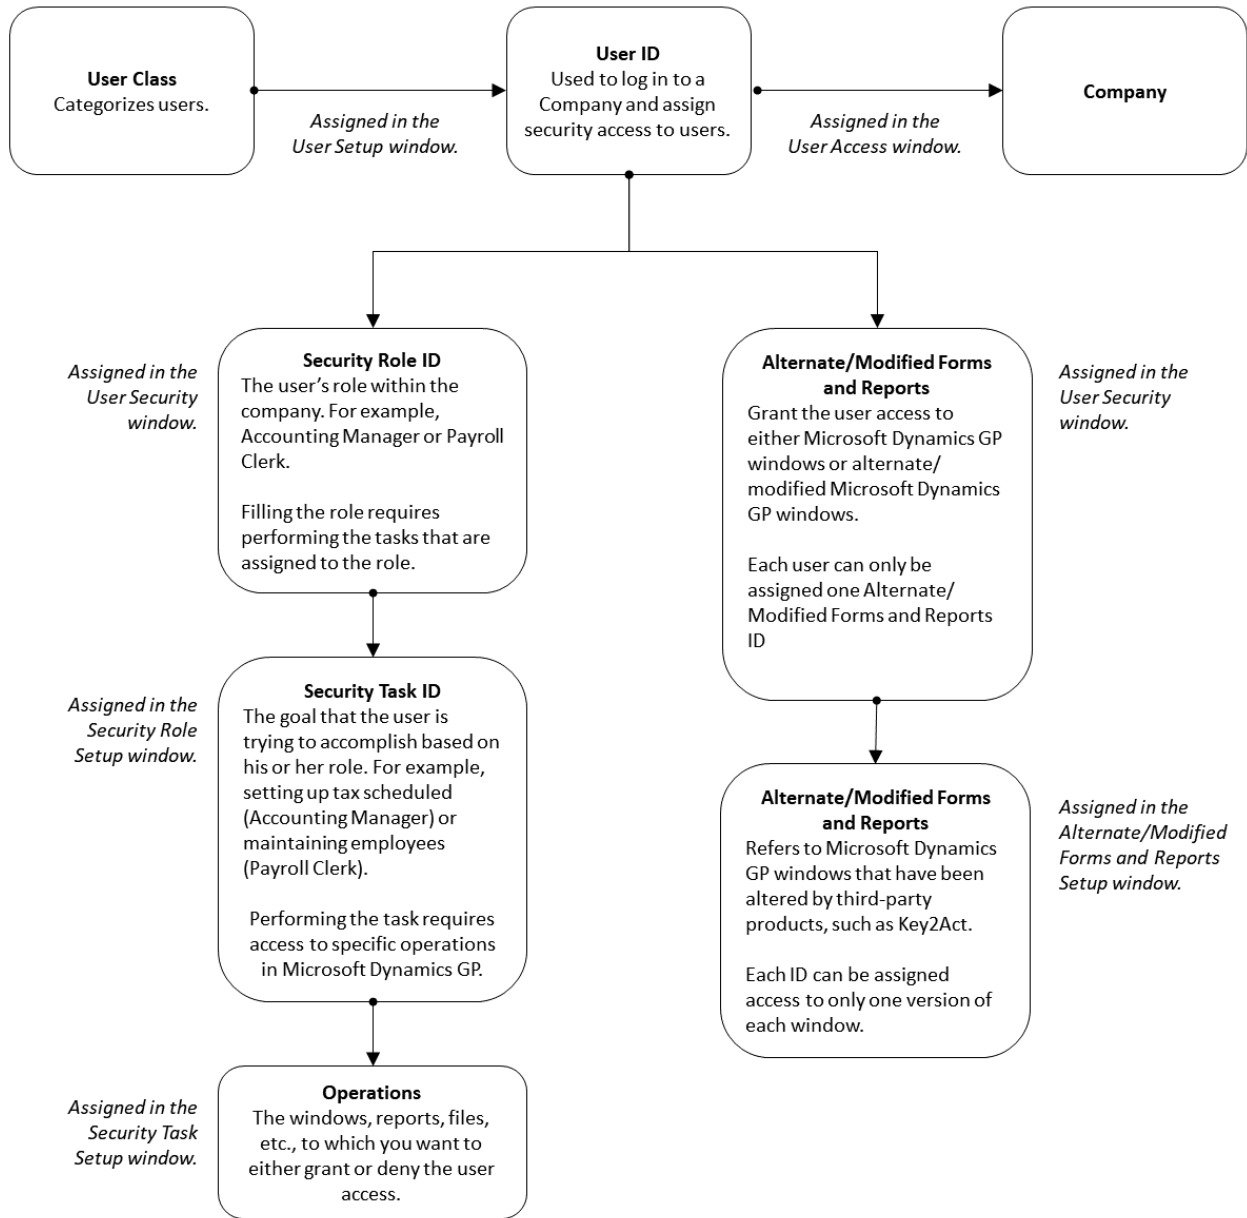 User Class
Categorizes users.
Assigned in the
User Setup window.
User ID
Used to log in to a
Company and assign
security access to users.
Assigned in the
User Access window.
Company
Assigned in the
User Security
window.
Security Role ID
The user’s role within the
company. For example,
Accounting Manager or Payroll
Clerk.
Filling the role requires
performing the tasks that are
assigned to the role.
Alternate/Modified Forms
and Reports
Grant the user access to
either Microsoft Dynamics GP
windows or alternate/
modified Microsoft Dynamics
GP windows.
Each user can only be
assigned one Alternate/
Modified Forms and Reports
ID
Assigned in the
User Security
window.
Assigned in the
Security Role
Setup window.
Security Task ID
The goal that the user is
trying to accomplish based on
his or her role. For example,
setting up tax scheduled
(Accounting Manager) or
maintaining employees
(Payroll Clerk).
Performing the task requires
access to specific operations
in Microsoft Dynamics GP.
Alternate/Modified Forms
and Reports
Refers to Microsoft Dynamics
GP windows that have been
altered by third-party
products, such as Key2Act.
Each ID can be assigned
access to only one version of
each window.
Assigned in the
Alternate/Modified
Forms and Reports
Setup window.
Assigned in the
Security Task
Setup window.
Operations
The windows, reports, files,
etc., to which you want to
either grant or deny the user
access.